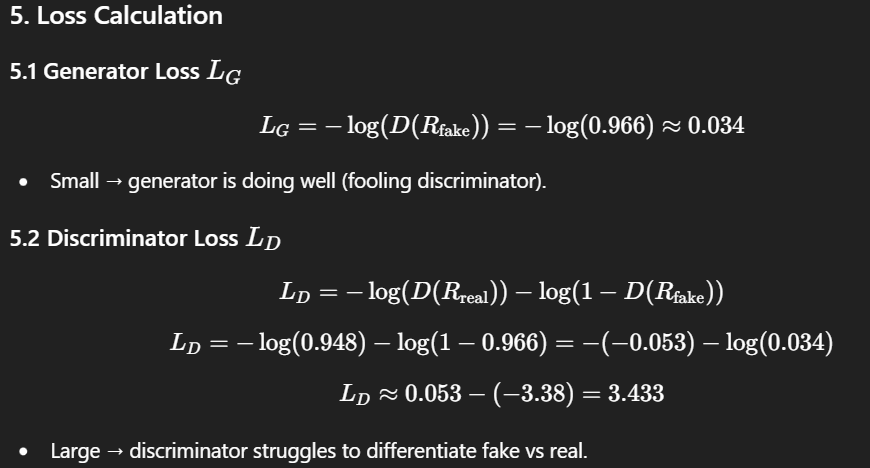 5. Loss Calculation
5.1 Generator Loss L_G
L_G = − log(D(R_fake)) = − log(0.966) ≈ 0.034
• Small → generator is doing well (fooling discriminator).
5.2 Discriminator Loss L_D
L_D = − log(D(R_real)) − log(1 − D(R_fake))
L_D = − log(0.948) − log(1 − 0.966) = −(−0.053) − log(0.034)
L_D ≈ 0.053 − (−3.38) = 3.433
• Large → discriminator struggles to differentiate fake vs real.